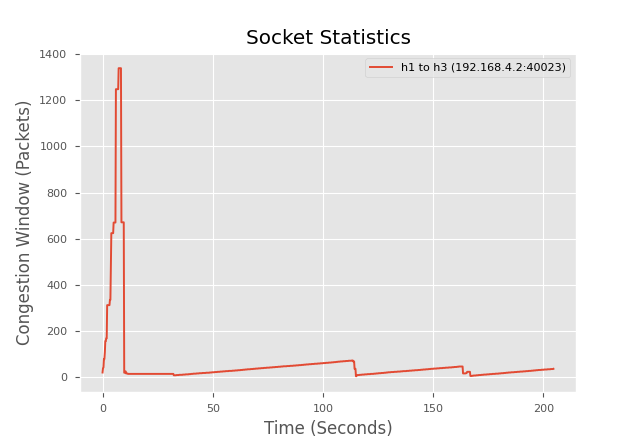 Socket Statistics
h1 to h3 (192.168.4.2:40023)
Congestion Window (Packets)
1400
1200
1000
800
600
400
200
0
0 50 100 150 200
Time (Seconds)